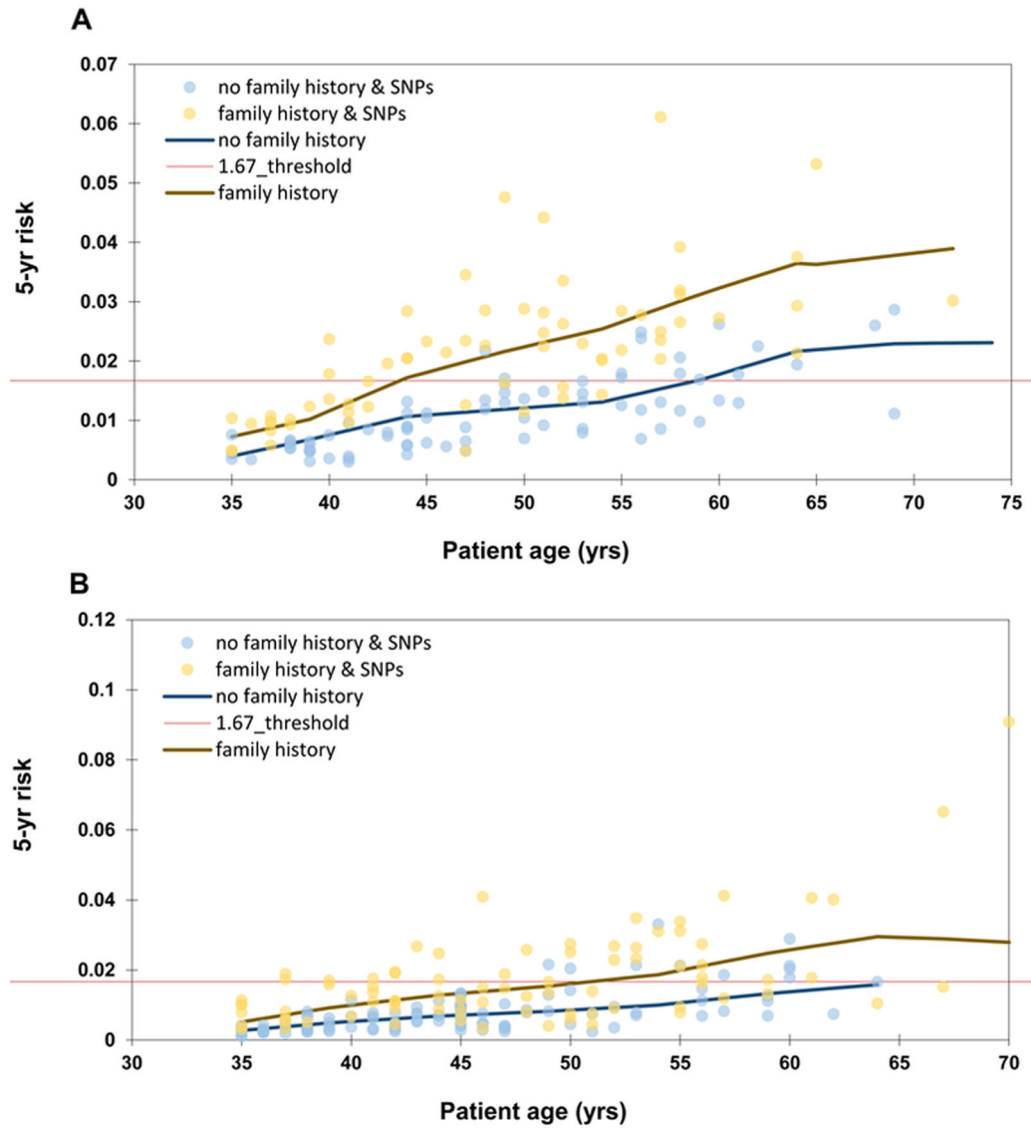 A
0.07
no family history & SNPs
family history & SNPs
0.06
no family history
1.67_threshold
0.05
family history
0.04
5-yr risk
0.03
0.02
0.01
0
30 35 40 45 50 55 60 65 70 75
Patient age (yrs)
B
0.12
no family history & SNPs
family history & SNPs
0.1
no family history
1.67_threshold
family history
0.08
5-yr risk
0.06
0.04
0.02
0
30 35 40 45 50 55 60 65 70
Patient age (yrs)